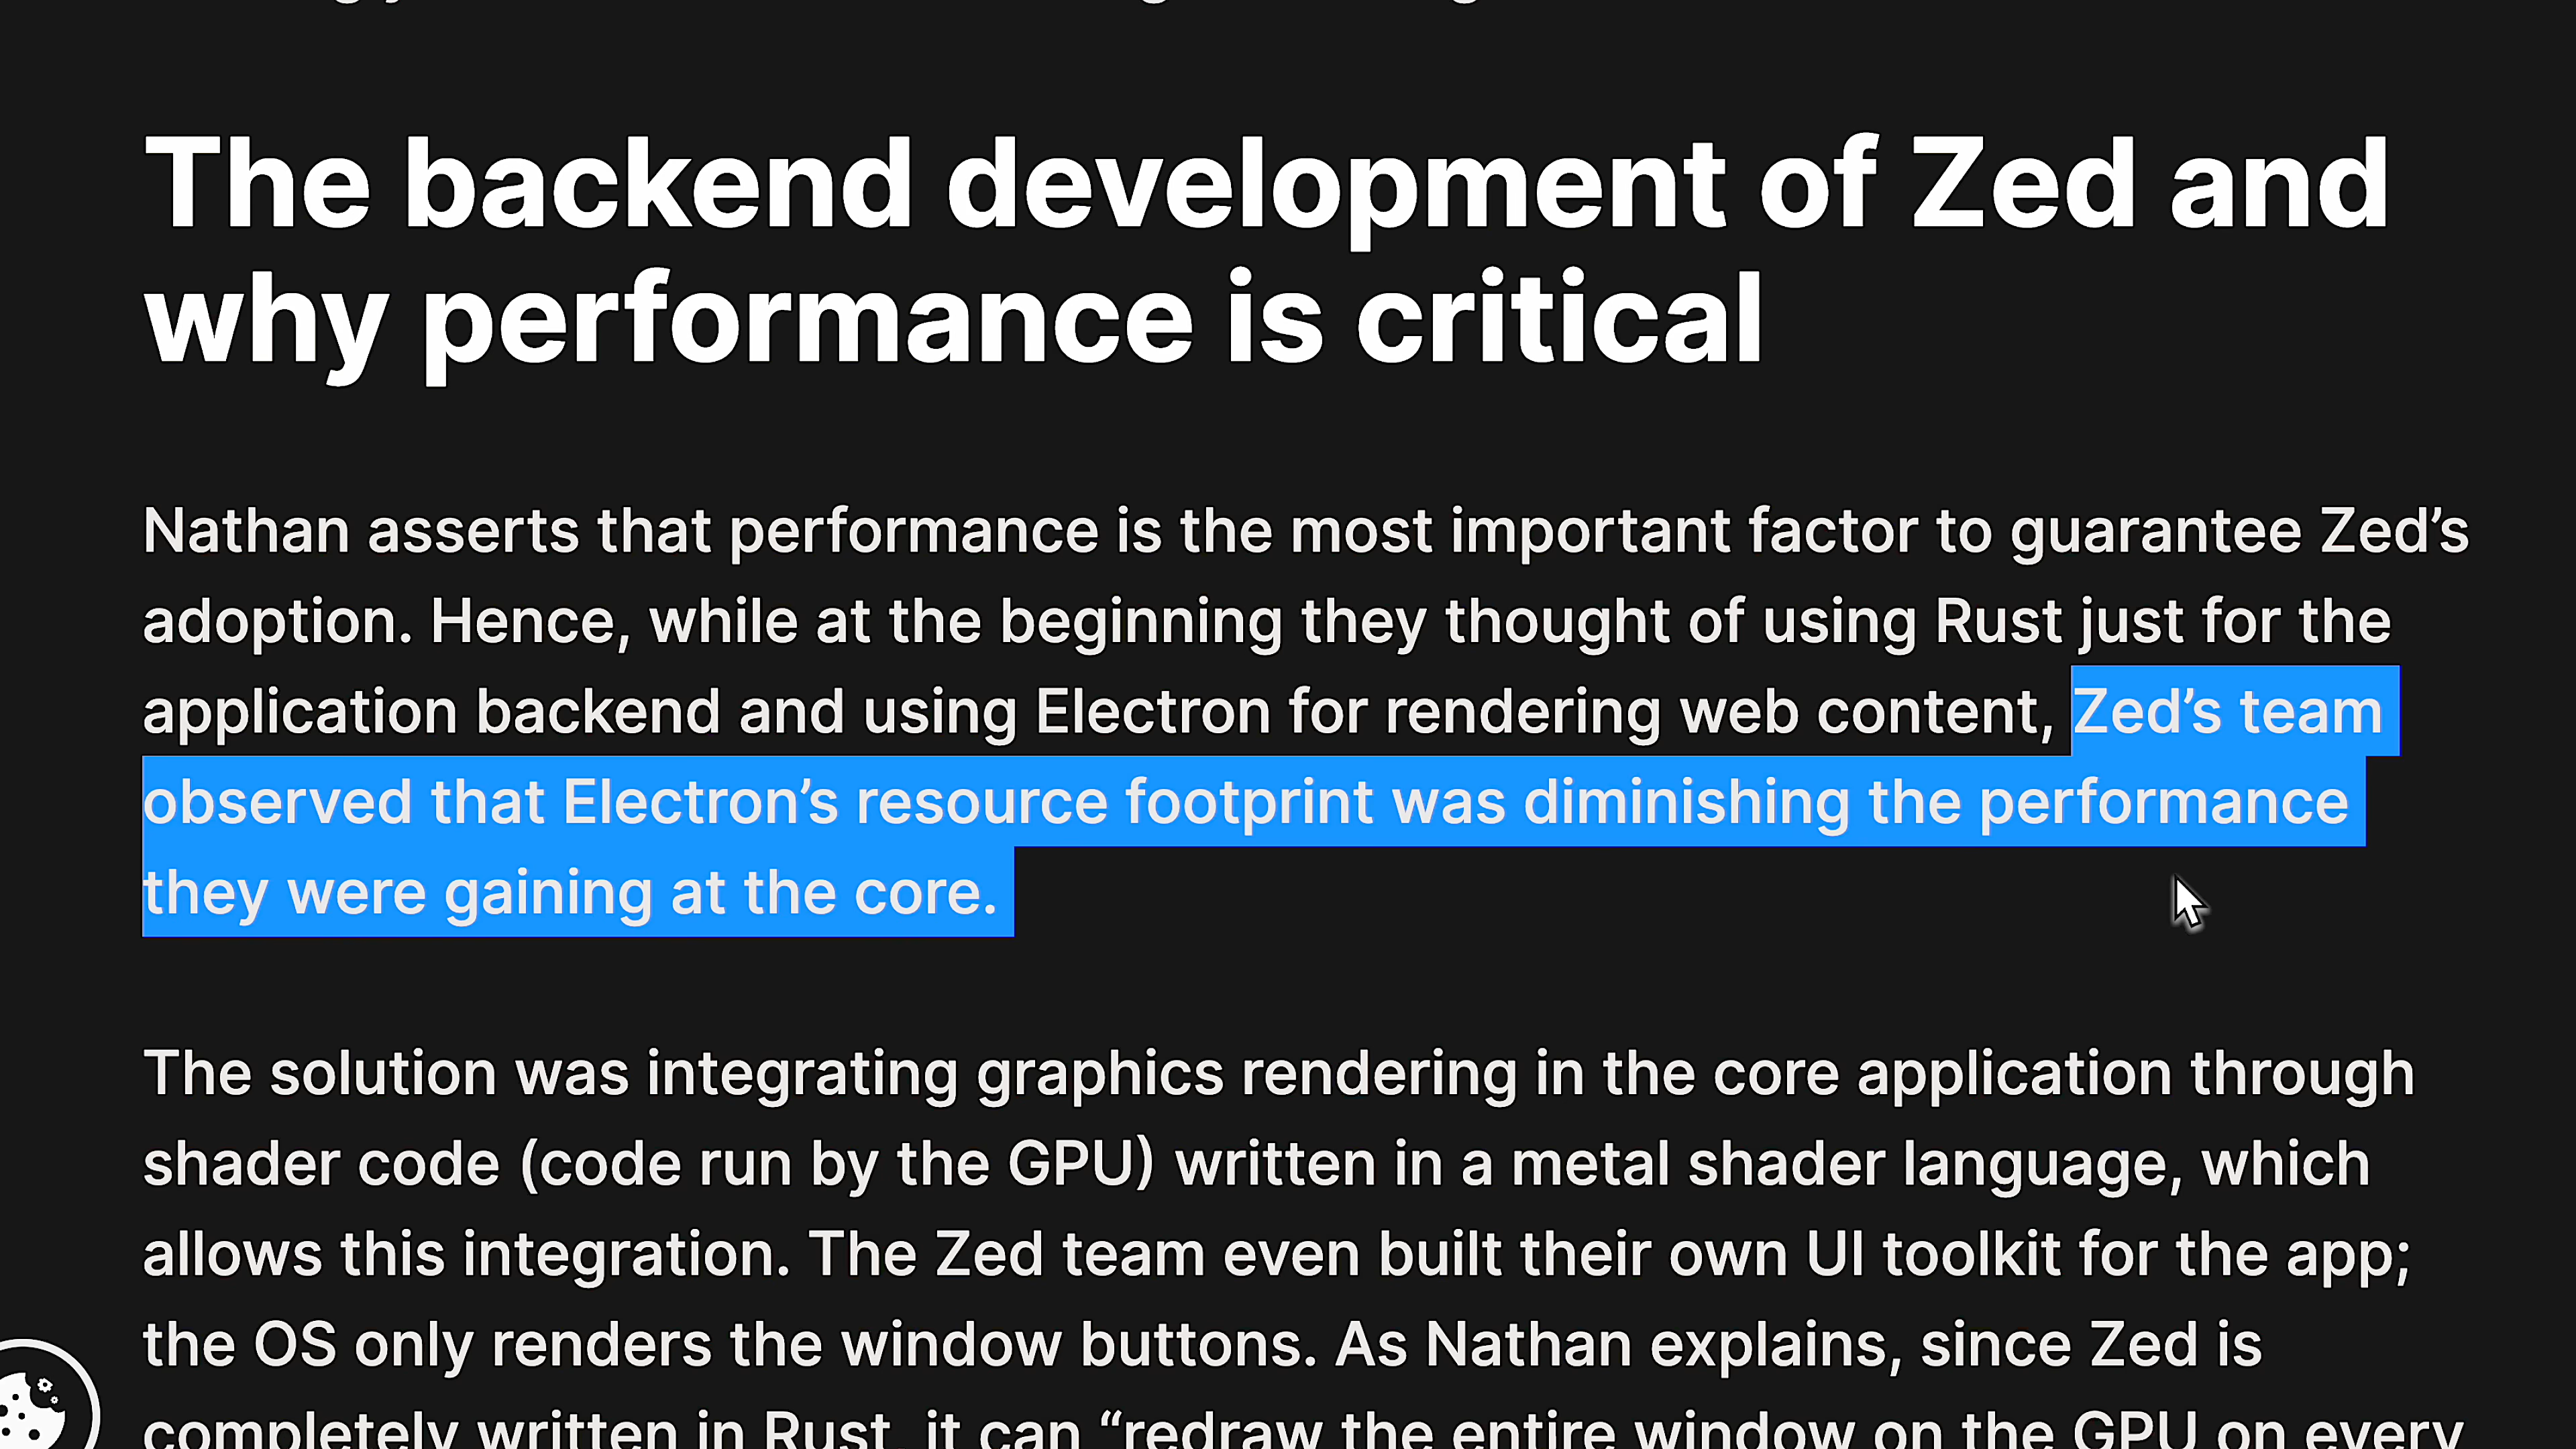 The backend development of Zed and
why performance is critical
Nathan asserts that performance is the most important factor to guarantee Zed’s
adoption. Hence, while at the beginning they thought of using Rust just for the
application backend and using Electron for rendering web content, Zed’s team
observed that Electron’s resource footprint was diminishing the performance
they were gaining at the core.
The solution was integrating graphics rendering in the core application through
shader code (code run by the GPU) written in a metal shader language, which
allows this integration. The Zed team even built their own UI toolkit for the app;
the OS only renders the window buttons. As Nathan explains, since Zed is
completely written in Rust, it can “redraw the entire window on the GPU on every